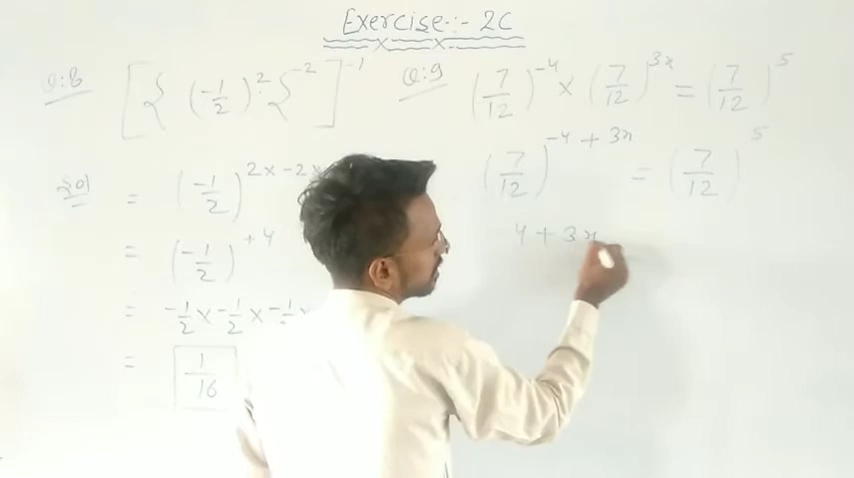 Exercise:- 2C
Q:8 [{(-1/2)²}⁻²]⁻¹
= (-1/2)^2×-2×
= (-1/2)^+4
= -1/2 × -1/2 × -1/2 ×
= 1/16
Q:9 (7/12)⁻⁴ × (7/12)^3x = (7/12)⁵
(7/12)^-4+3x = (7/12)⁵
4+3x